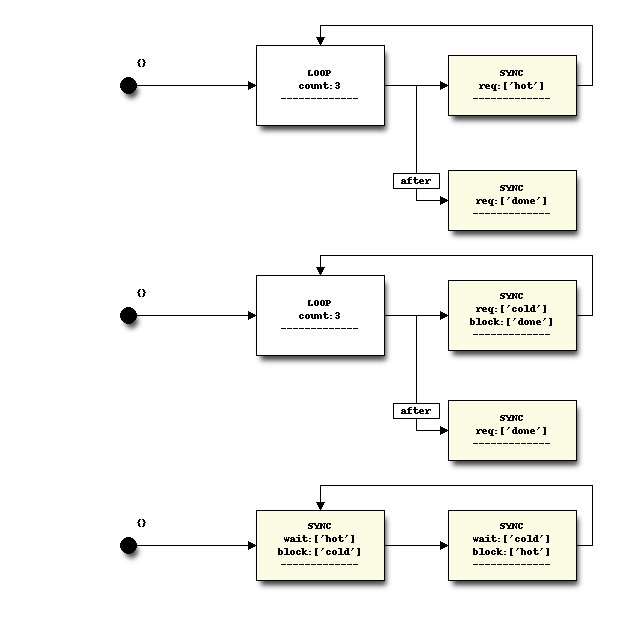 {}
LOOP
count:3
-------------
SYNC
req:['hot']
-------------
after
SYNC
req:['done']
-------------
{}
LOOP
count:3
-------------
SYNC
req:['cold']
block:['done']
-------------
after
SYNC
req:['done']
-------------
{}
SYNC
wait:['hot']
block:['cold']
-------------
SYNC
wait:['cold']
block:['hot']
-------------